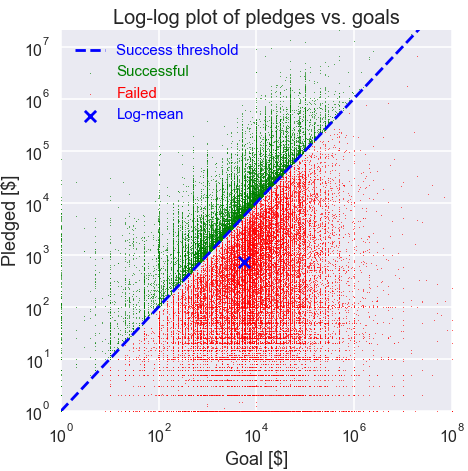 Log-log plot of pledges vs. goals
Success threshold
Successful
Failed
Log-mean
Pledged [$]
10^7
10^6
10^5
10^4
10^3
10^2
10^1
10^0
10^0 10^2 10^4 10^6 10^8
Goal [$]